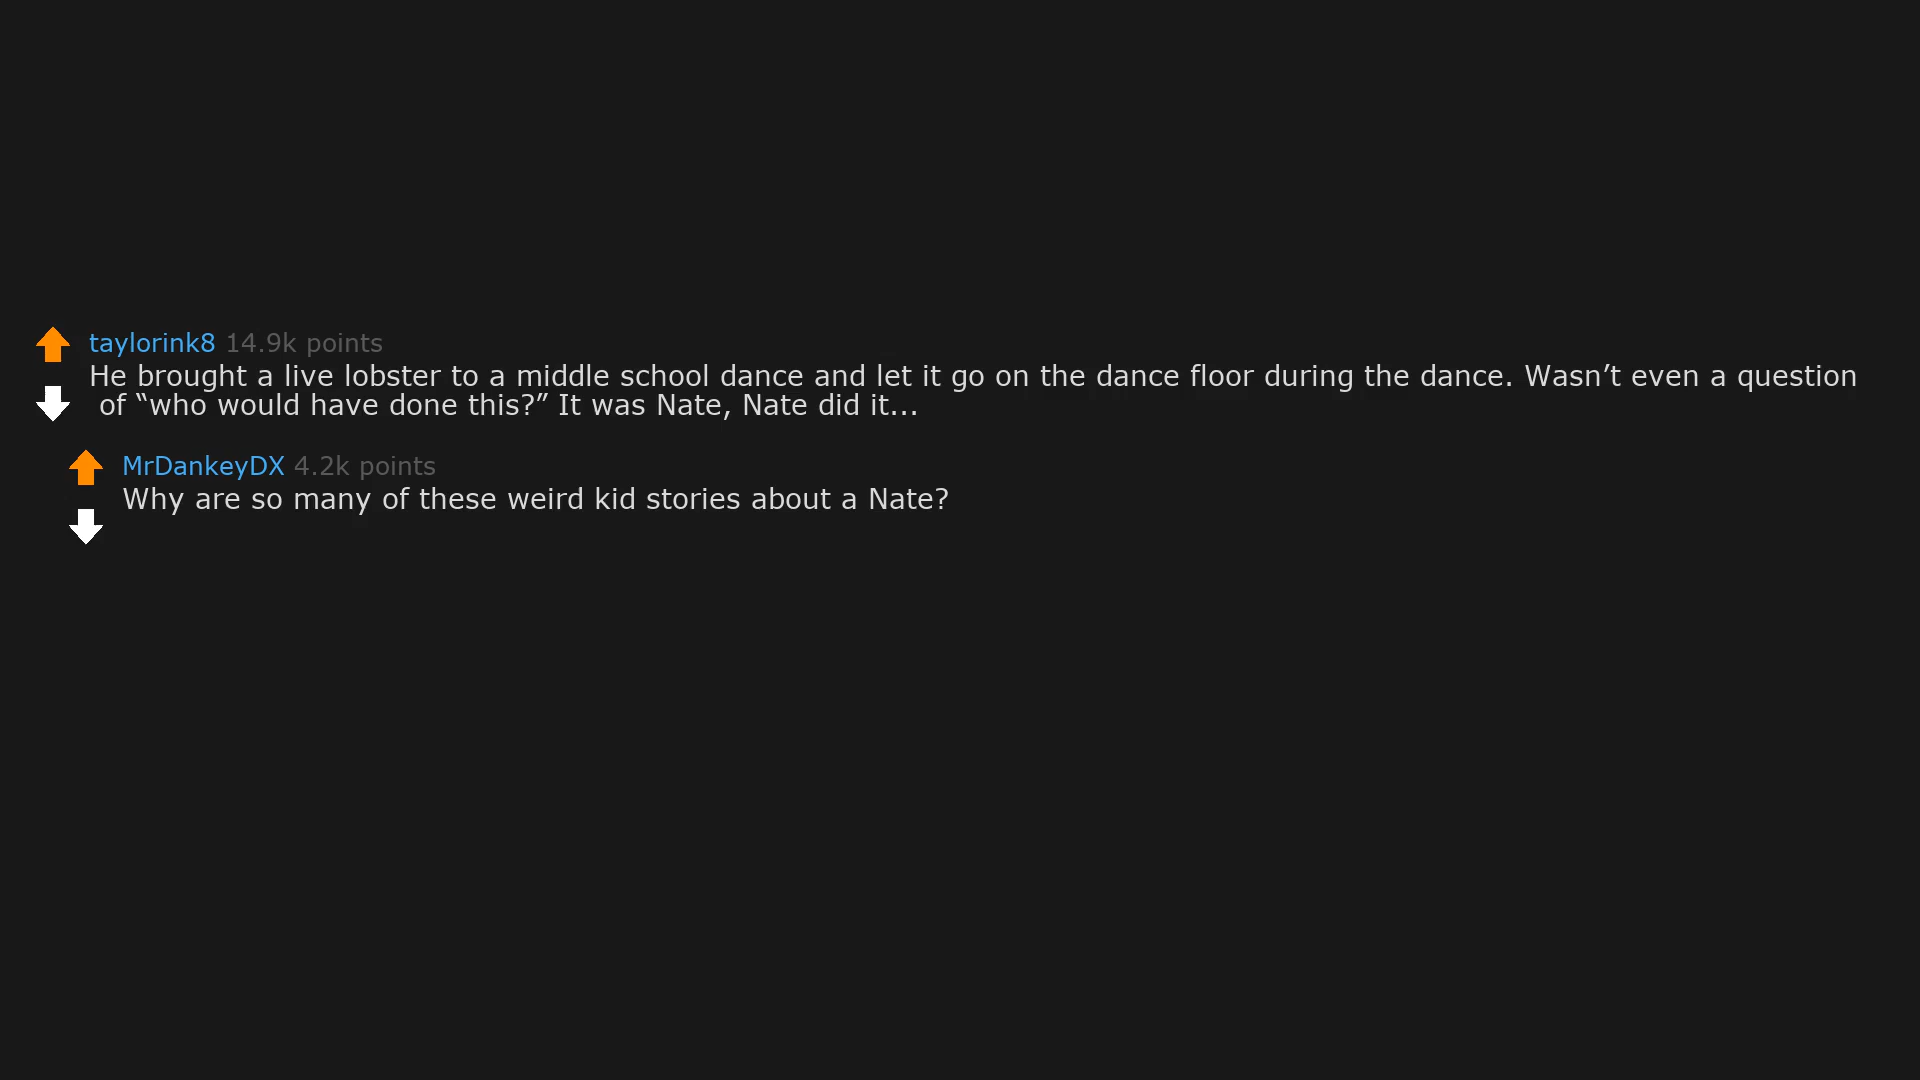 taylorink8 14.9k points
He brought a live lobster to a middle school dance and let it go on the dance floor during the dance. Wasn’t even a question
of “who would have done this?” It was Nate, Nate did it...
MrDankeyDX 4.2k points
Why are so many of these weird kid stories about a Nate?